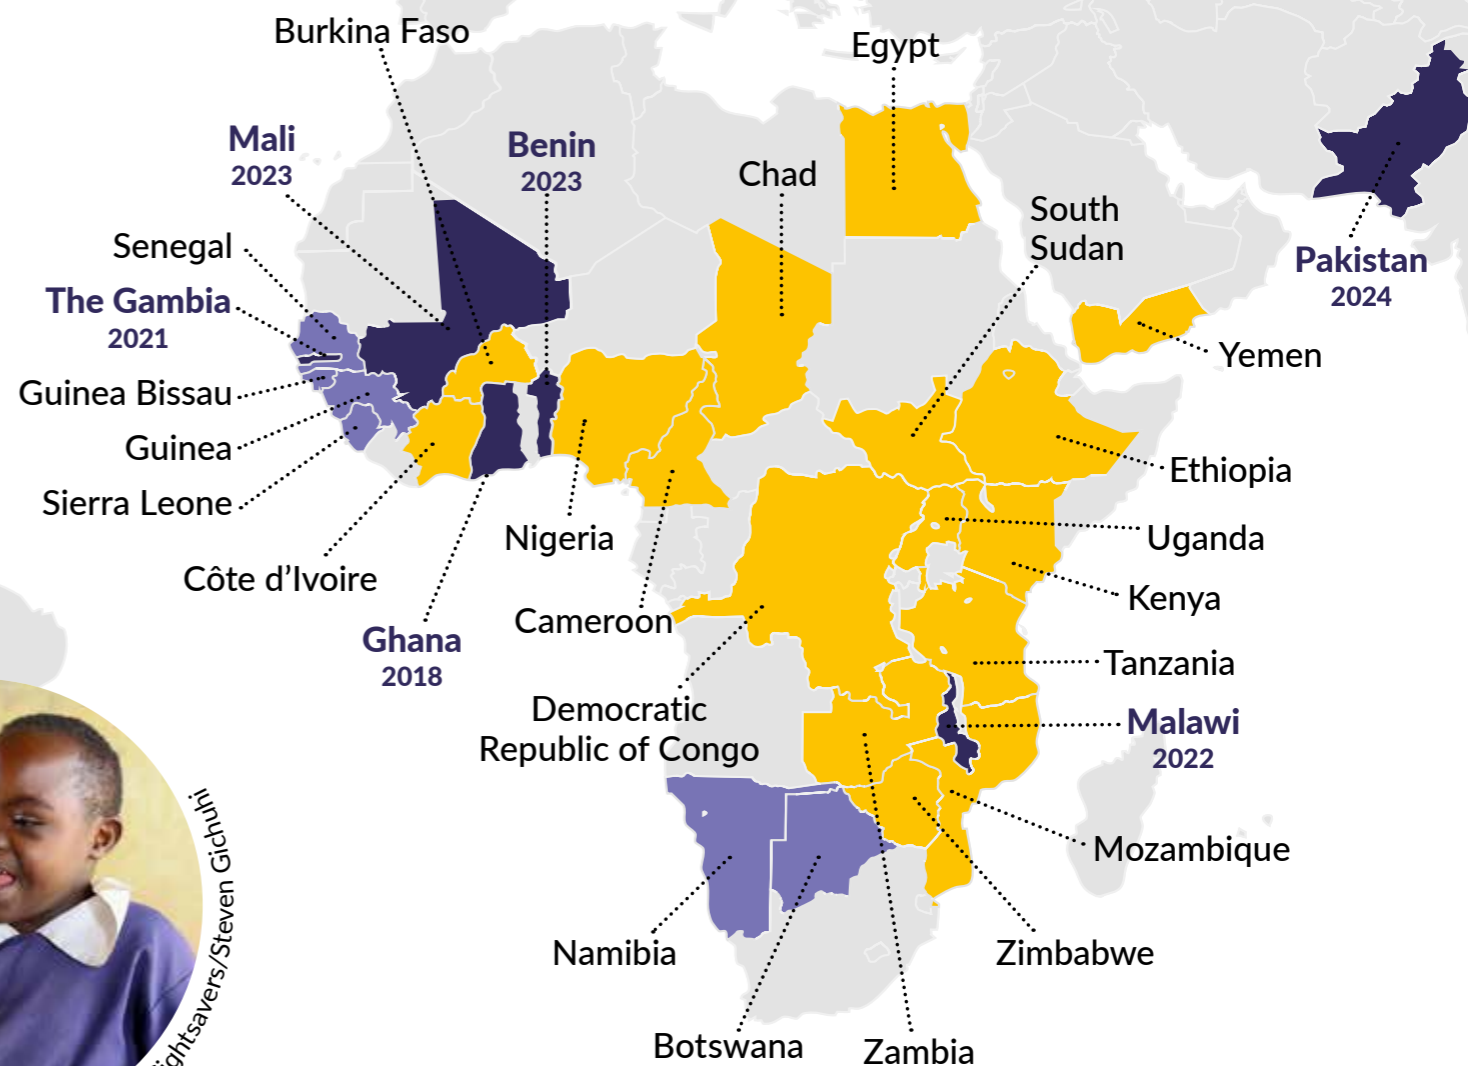 Burkina Faso
Egypt
Mali
2023
Benin
2023
Chad
South
Sudan
Senegal
The Gambia
2021
Pakistan
2024
Yemen
Guinea Bissau
Guinea
Ethiopia
Sierra Leone
Nigeria
Uganda
Côte d’Ivoire
Kenya
Cameroon
Ghana
2018
Tanzania
Democratic
Republic of Congo
Malawi
2022
Mozambique
Namibia
Zimbabwe
Botswana
Zambia
ightsavers/Steven Gichuhi